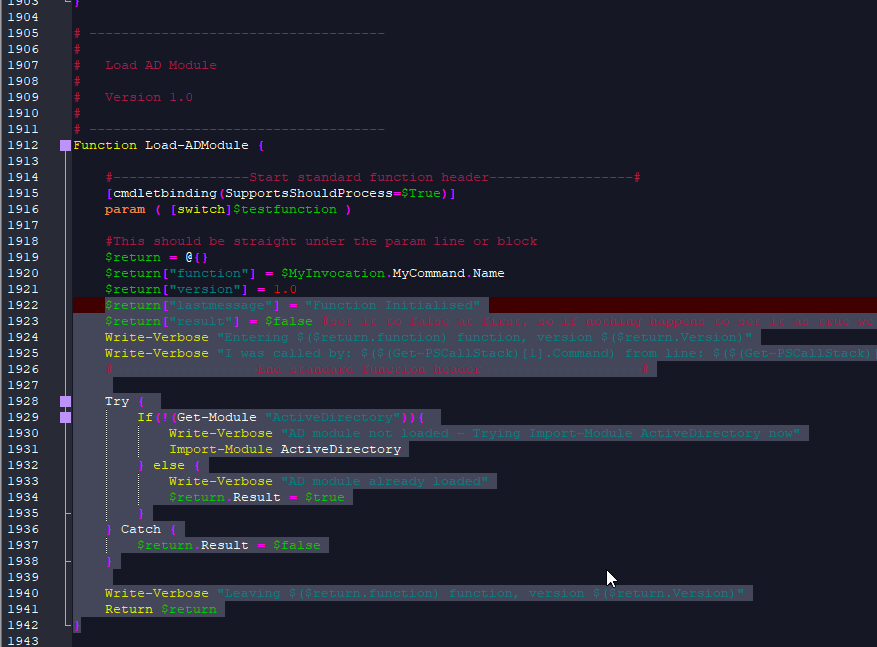 1903 }
1904
1905 # -------------------------------------
1906 #
1907 #   Load AD Module
1908 #
1909 #   Version 1.0
1910 #
1911 # -------------------------------------
1912 Function Load-ADModule {
1913
1914     #-----------------Start standard function header------------------#
1915     [cmdletbinding(SupportsShouldProcess=$True)]
1916     param ( [switch]$testfunction )
1917
1918     #This should be straight under the param line or block
1919     $return = @{}
1920     $return["function"] = $MyInvocation.MyCommand.Name
1921     $return["version"] = 1.0
1922     $return["lastmessage"] = "Function Initialised"
1923     $return["result"] = $false #set it to false at first, so if nothing happens to set it as true we
1924     Write-Verbose "Entering $($return.function) function, version $($return.Version)"
1925     Write-Verbose "I was called by: $($(Get-PSCallStack)[1].Command) from line: $($(Get-PSCallStack)
1926     # End standard function header #
1927
1928     Try {
1929         If(!(Get-Module "ActiveDirectory")){
1930             Write-Verbose "AD module not loaded - Trying Import-Module ActiveDirectory now"
1931             Import-Module ActiveDirectory
1932         } else {
1933             Write-Verbose "AD module already loaded"
1934             $return.Result = $true
1935         }
1936     } Catch {
1937         $return.Result = $false
1938     }
1939
1940     Write-Verbose "Leaving $($return.function) function, version $($return.Version)"
1941     Return $return
1942 }
1943